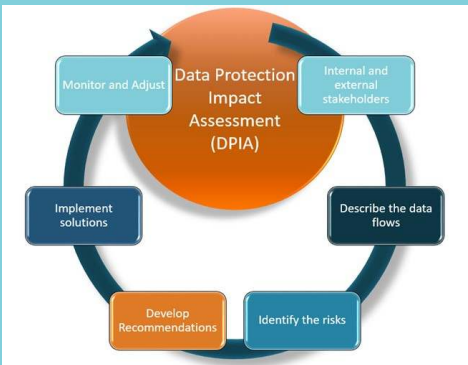 Data Protection
Impact
Assessment
(DPIA)
Internal and
external
stakeholders
Describe the data
flows
Identify the risks
Develop
Recommendations
Implement
solutions
Monitor and Adjust